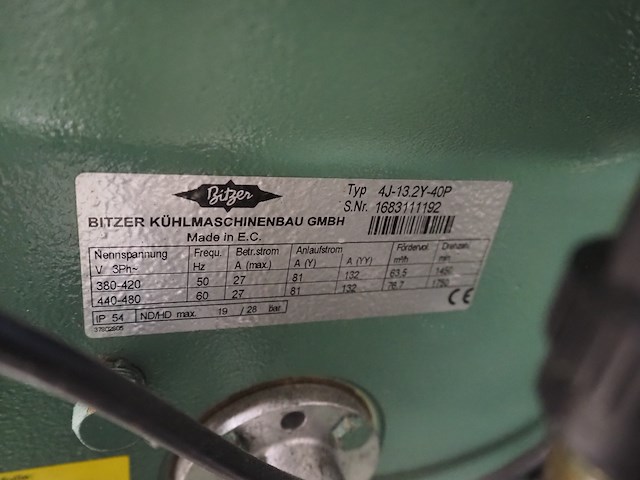 Bitzer
Typ 4J-13.2Y-40P
S.Nr. 1683111192
BITZER KÜHLMASCHINENBAU GMBH
Made in E.C.
Nennspannung Frequ. Betr.strom Anlaufstrom Fördervol Drehzahl
V 3Ph~ Hz A (max.) A (Y) A (YY) m³/h min
380-420 50 27 81 132 63.5 1450
440-480 60 27 81 132 76.7 1750
IP 54 ND/HD max. 19 / 28 bar
CE